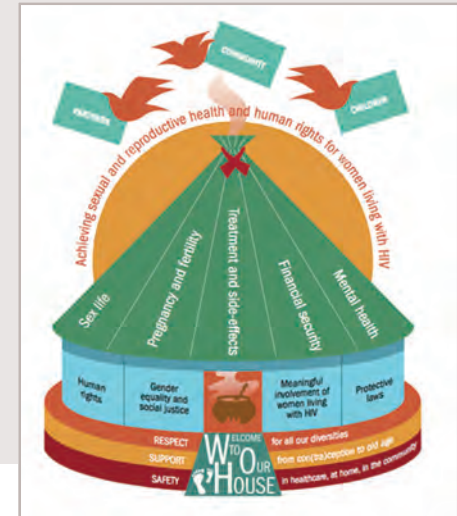 PARTNERS
COMMUNITY
CHILDREN
Achieving sexual and reproductive health and human rights for women living with HIV
Sex life
Pregnancy and fertility
Treatment and side-effects
Financial security
Mental health
Human
rights
Gender
equality and
social justice
Meaningful
involvement of
women living
with HIV
Protective
laws
RESPECT
for all our diversities
SUPPORT
from con(tra)ception to old age
SAFETY
in healthcare, at home, in the community
WELCOME
TO OUR
HOUSE